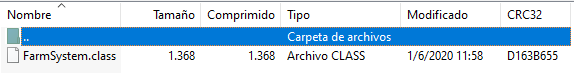 Nombre Tamaño Comprimido Tipo Modificado CRC32
.. Carpeta de archivos
FarmSystem.class 1.368 1.368 Archivo CLASS 1/6/2020 11:58 D163B655